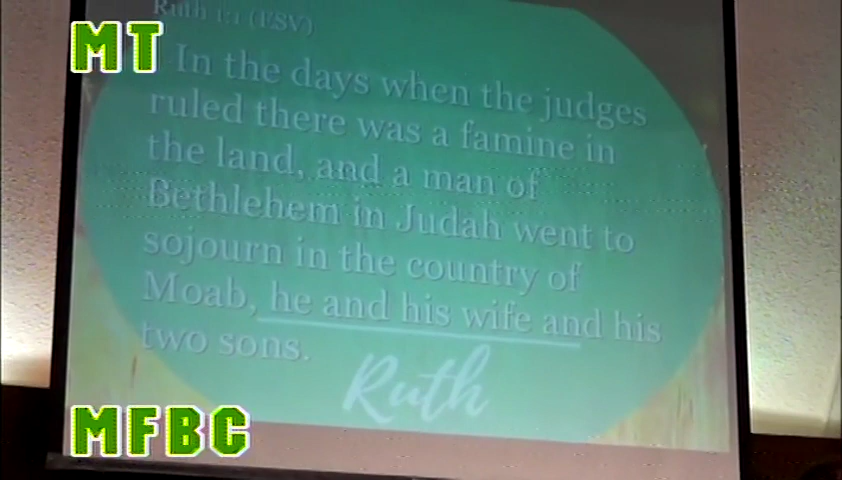 Ruth 1:1 (ESV)
MT
In the days when the judges
ruled there was a famine in
the land, and a man of
Bethlehem in Judah went to
sojourn in the country of
Moab, he and his wife and his
two sons.
Ruth
MFBC